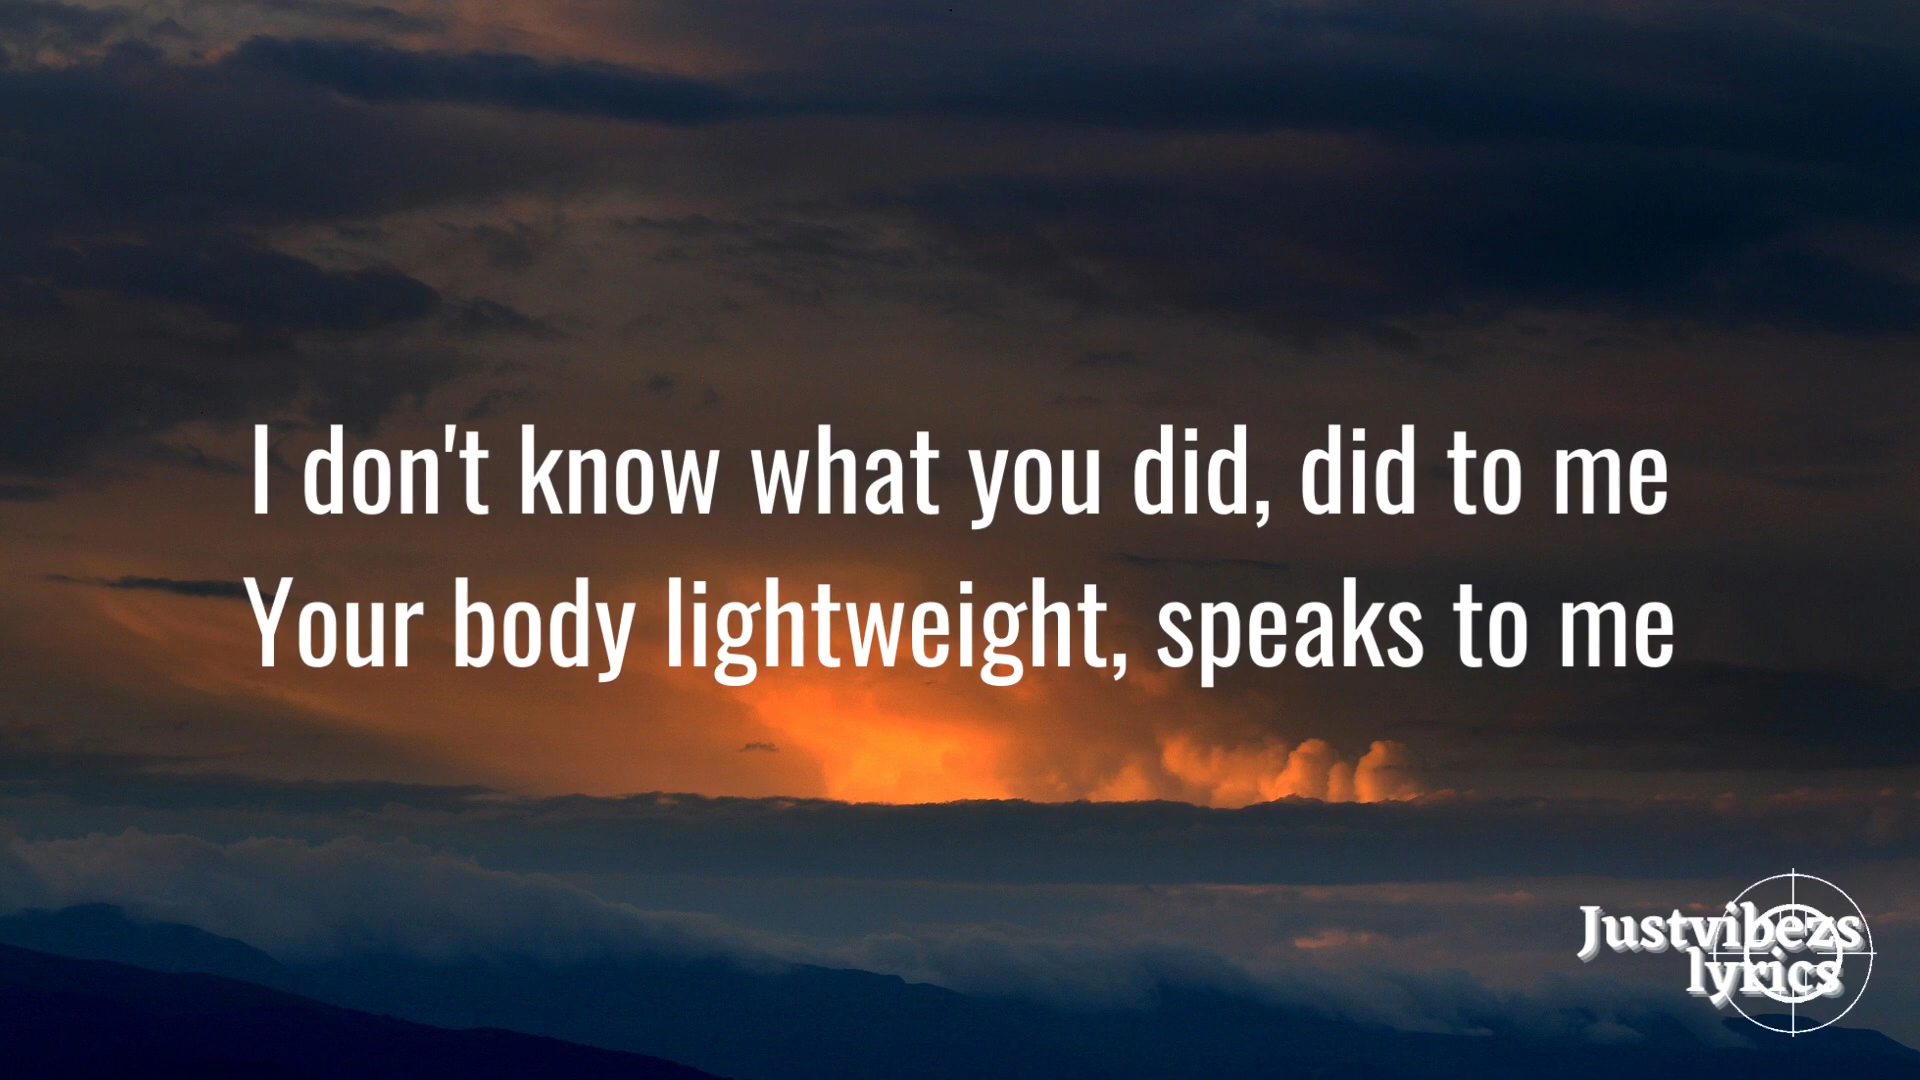 I don't know what you did, did to me
Your body lightweight, speaks to me
Justvibezs
lyrics